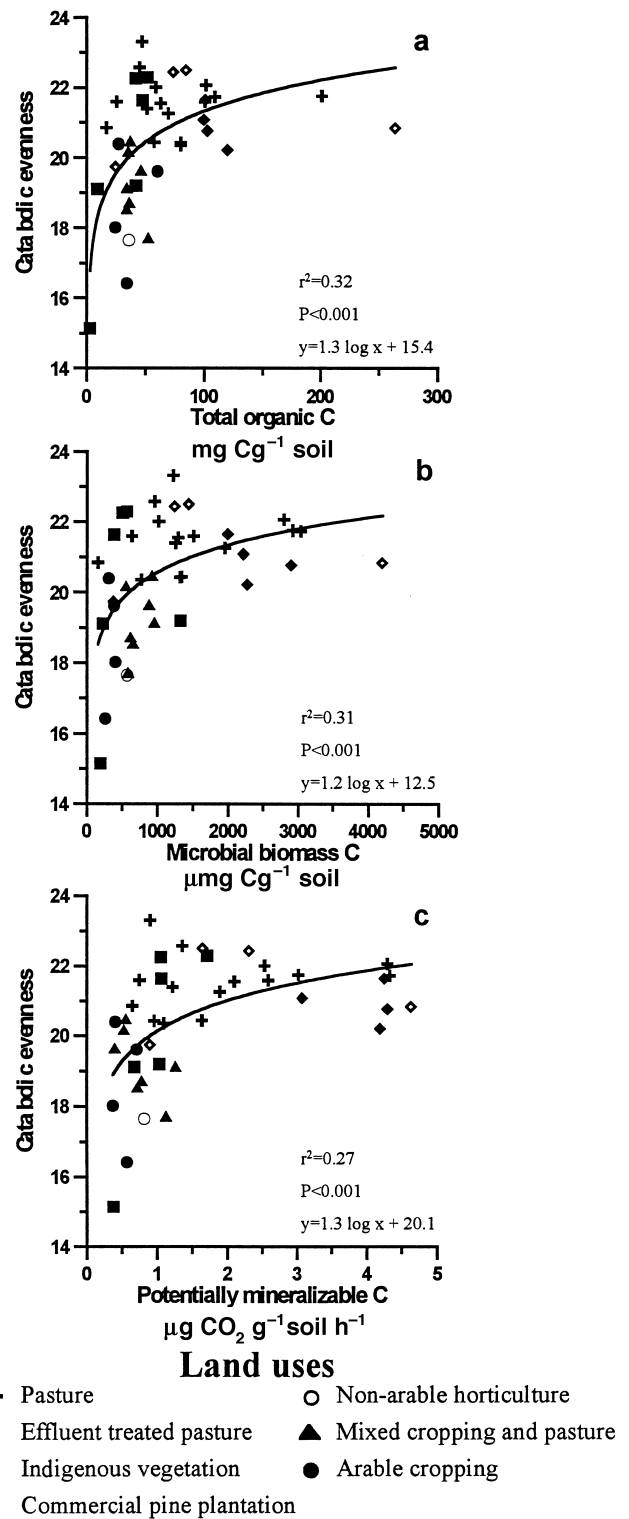 a
24
22
20
18
16
14
Catabdic evenness
r²=0.32
P<0.001
y=1.3 log x + 15.4
0 100 200 300
Total organic C
mg Cg⁻¹ soil
b
24
22
20
18
16
14
Catabdic evenness
r²=0.31
P<0.001
y=1.2 log x + 12.5
0 1000 2000 3000 4000 5000
Microbial biomass C
µmg Cg⁻¹ soil
c
24
22
20
18
16
14
Catabdic evenness
r²=0.27
P<0.001
y=1.3 log x + 20.1
0 1 2 3 4 5
Potentially mineralizable C
µg CO₂ g⁻¹soil h⁻¹
Land uses
Pasture
Effluent treated pasture
Indigenous vegetation
Commercial pine plantation
Non-arable horticulture
Mixed cropping and pasture
Arable cropping